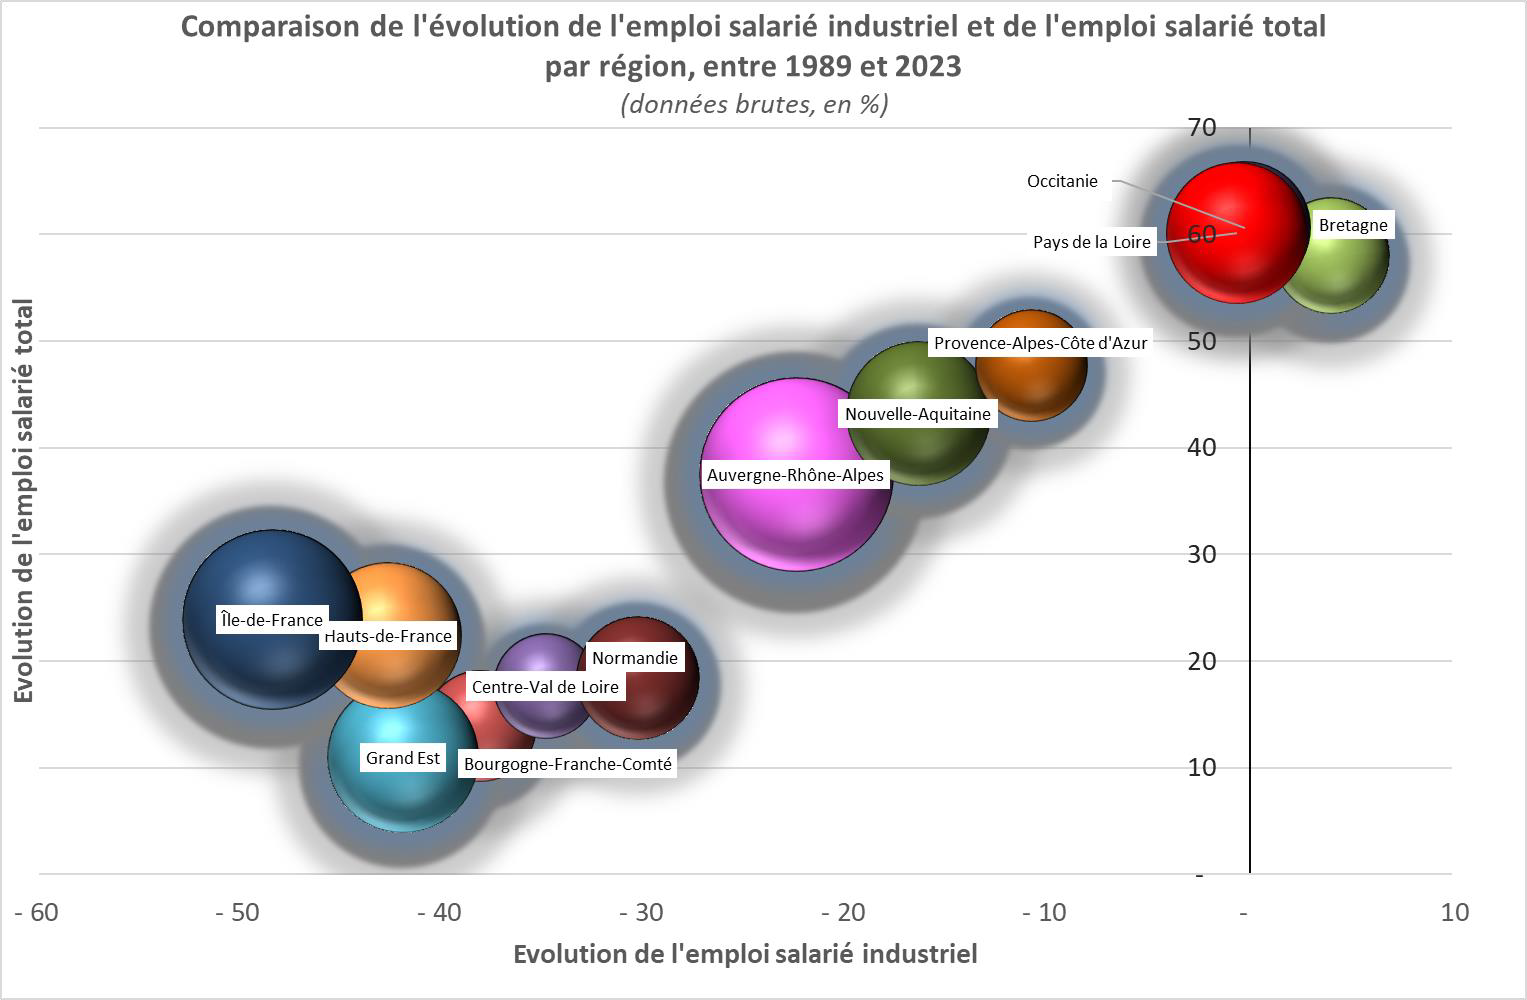 Comparaison de l'évolution de l'emploi salarié industriel et de l'emploi salarié total
par région, entre 1989 et 2023
(données brutes, en %)
Evolution de l'emploi salarié total
70
60
50
40
30
20
10
-
Occitanie
Pays de la Loire
Bretagne
Provence-Alpes-Côte d'Azur
Nouvelle-Aquitaine
Auvergne-Rhône-Alpes
Île-de-France
Hauts-de-France
Normandie
Centre-Val de Loire
Grand Est
Bourgogne-Franche-Comté
- 60 - 50 - 40 - 30 - 20 - 10 - 10
Evolution de l'emploi salarié industriel